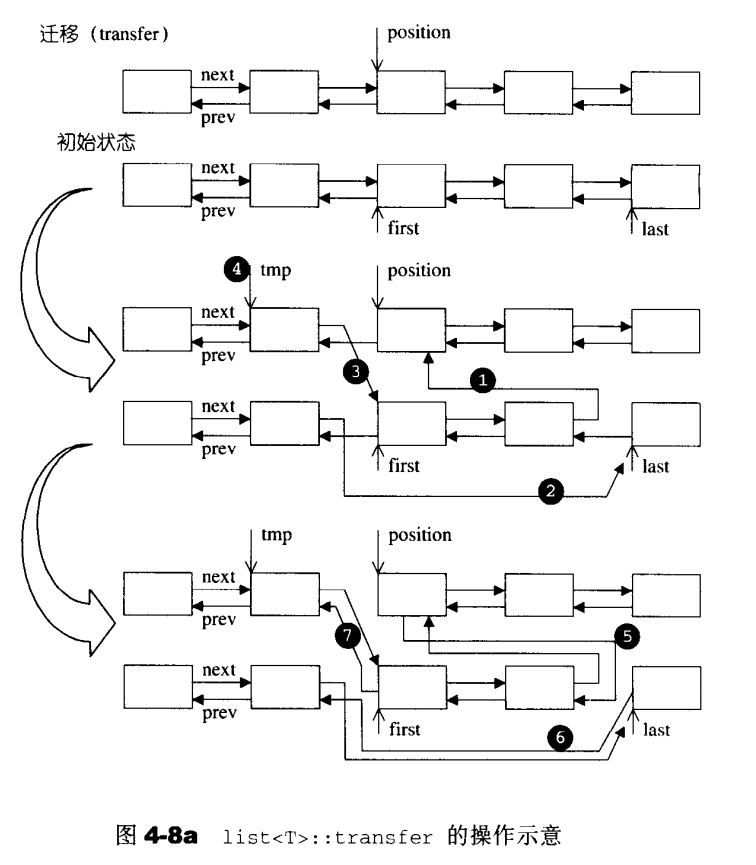 迁移（transfer）
position
next
prev
初始状态
next
prev
first
last
4 tmp
position
next
prev
3
1
next
prev
first
last
2
tmp
position
next
prev
7
5
next
prev
first
last
6
图 4-8a list<T>::transfer 的操作示意